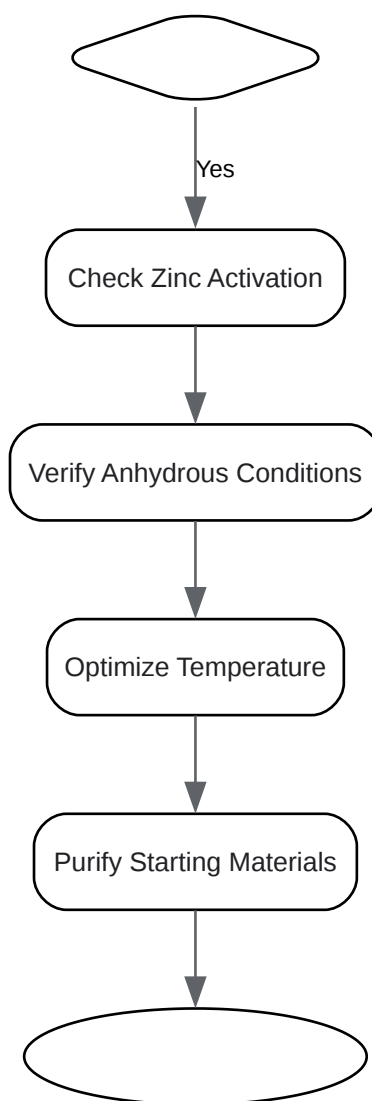 Yes
Check Zinc Activation
Verify Anhydrous Conditions
Optimize Temperature
Purify Starting Materials